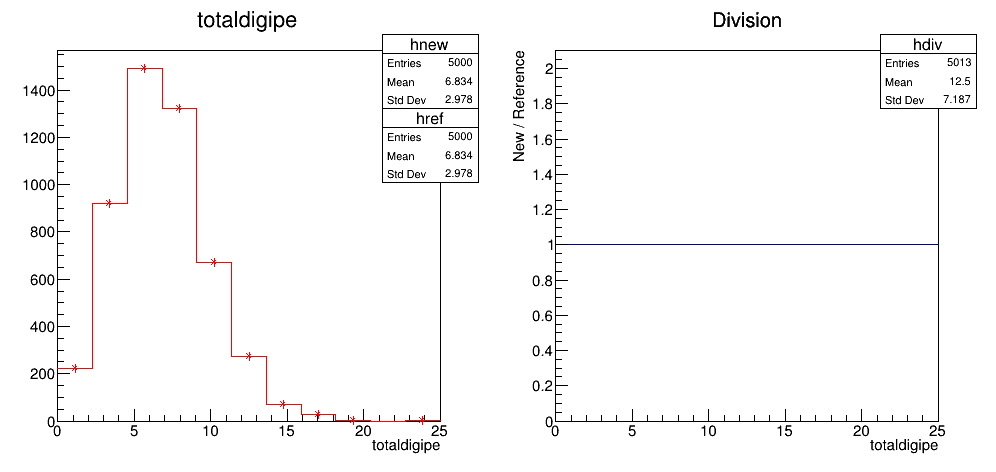 totaldigipe
hnew
Entries 5000
Mean 6.834
Std Dev 2.978
href
Entries 5000
Mean 6.834
Std Dev 2.978
1400
1200
1000
800
600
400
200
0
0 5 10 15 20 25
totaldigipe
Division
hdiv
Entries 5013
Mean 12.5
Std Dev 7.187
New / Reference
2
1.8
1.6
1.4
1.2
1
0.8
0.6
0.4
0.2
0
0 5 10 15 20 25
totaldigipe